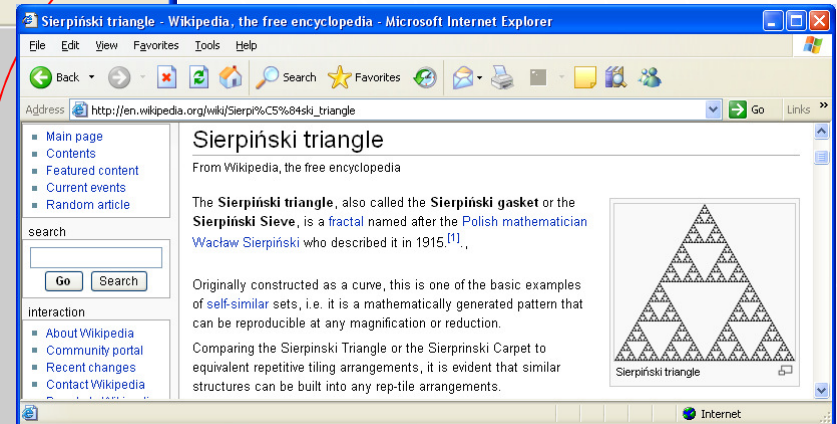 Sierpiński triangle - Wikipedia, the free encyclopedia - Microsoft Internet Explorer
File Edit View Favorites Tools Help
Back Search Favorites
Address http://en.wikipedia.org/wiki/Sierpi%C5%84ski_triangle Go Links »
Main page
Contents
Featured content
Current events
Random article
search
Go Search
interaction
About Wikipedia
Community portal
Recent changes
Contact Wikipedia
Sierpiński triangle
From Wikipedia, the free encyclopedia
The Sierpiński triangle, also called the Sierpiński gasket or the
Sierpiński Sieve, is a fractal named after the Polish mathematician
Wacław Sierpiński who described it in 1915.[1].,
Originally constructed as a curve, this is one of the basic examples
of self-similar sets, i.e. it is a mathematically generated pattern that
can be reproducible at any magnification or reduction.
Comparing the Sierpinski Triangle or the Sierprinski Carpet to
equivalent repetitive tiling arrangements, it is evident that similar
structures can be built into any rep-tile arrangements.
Sierpiński triangle
Internet